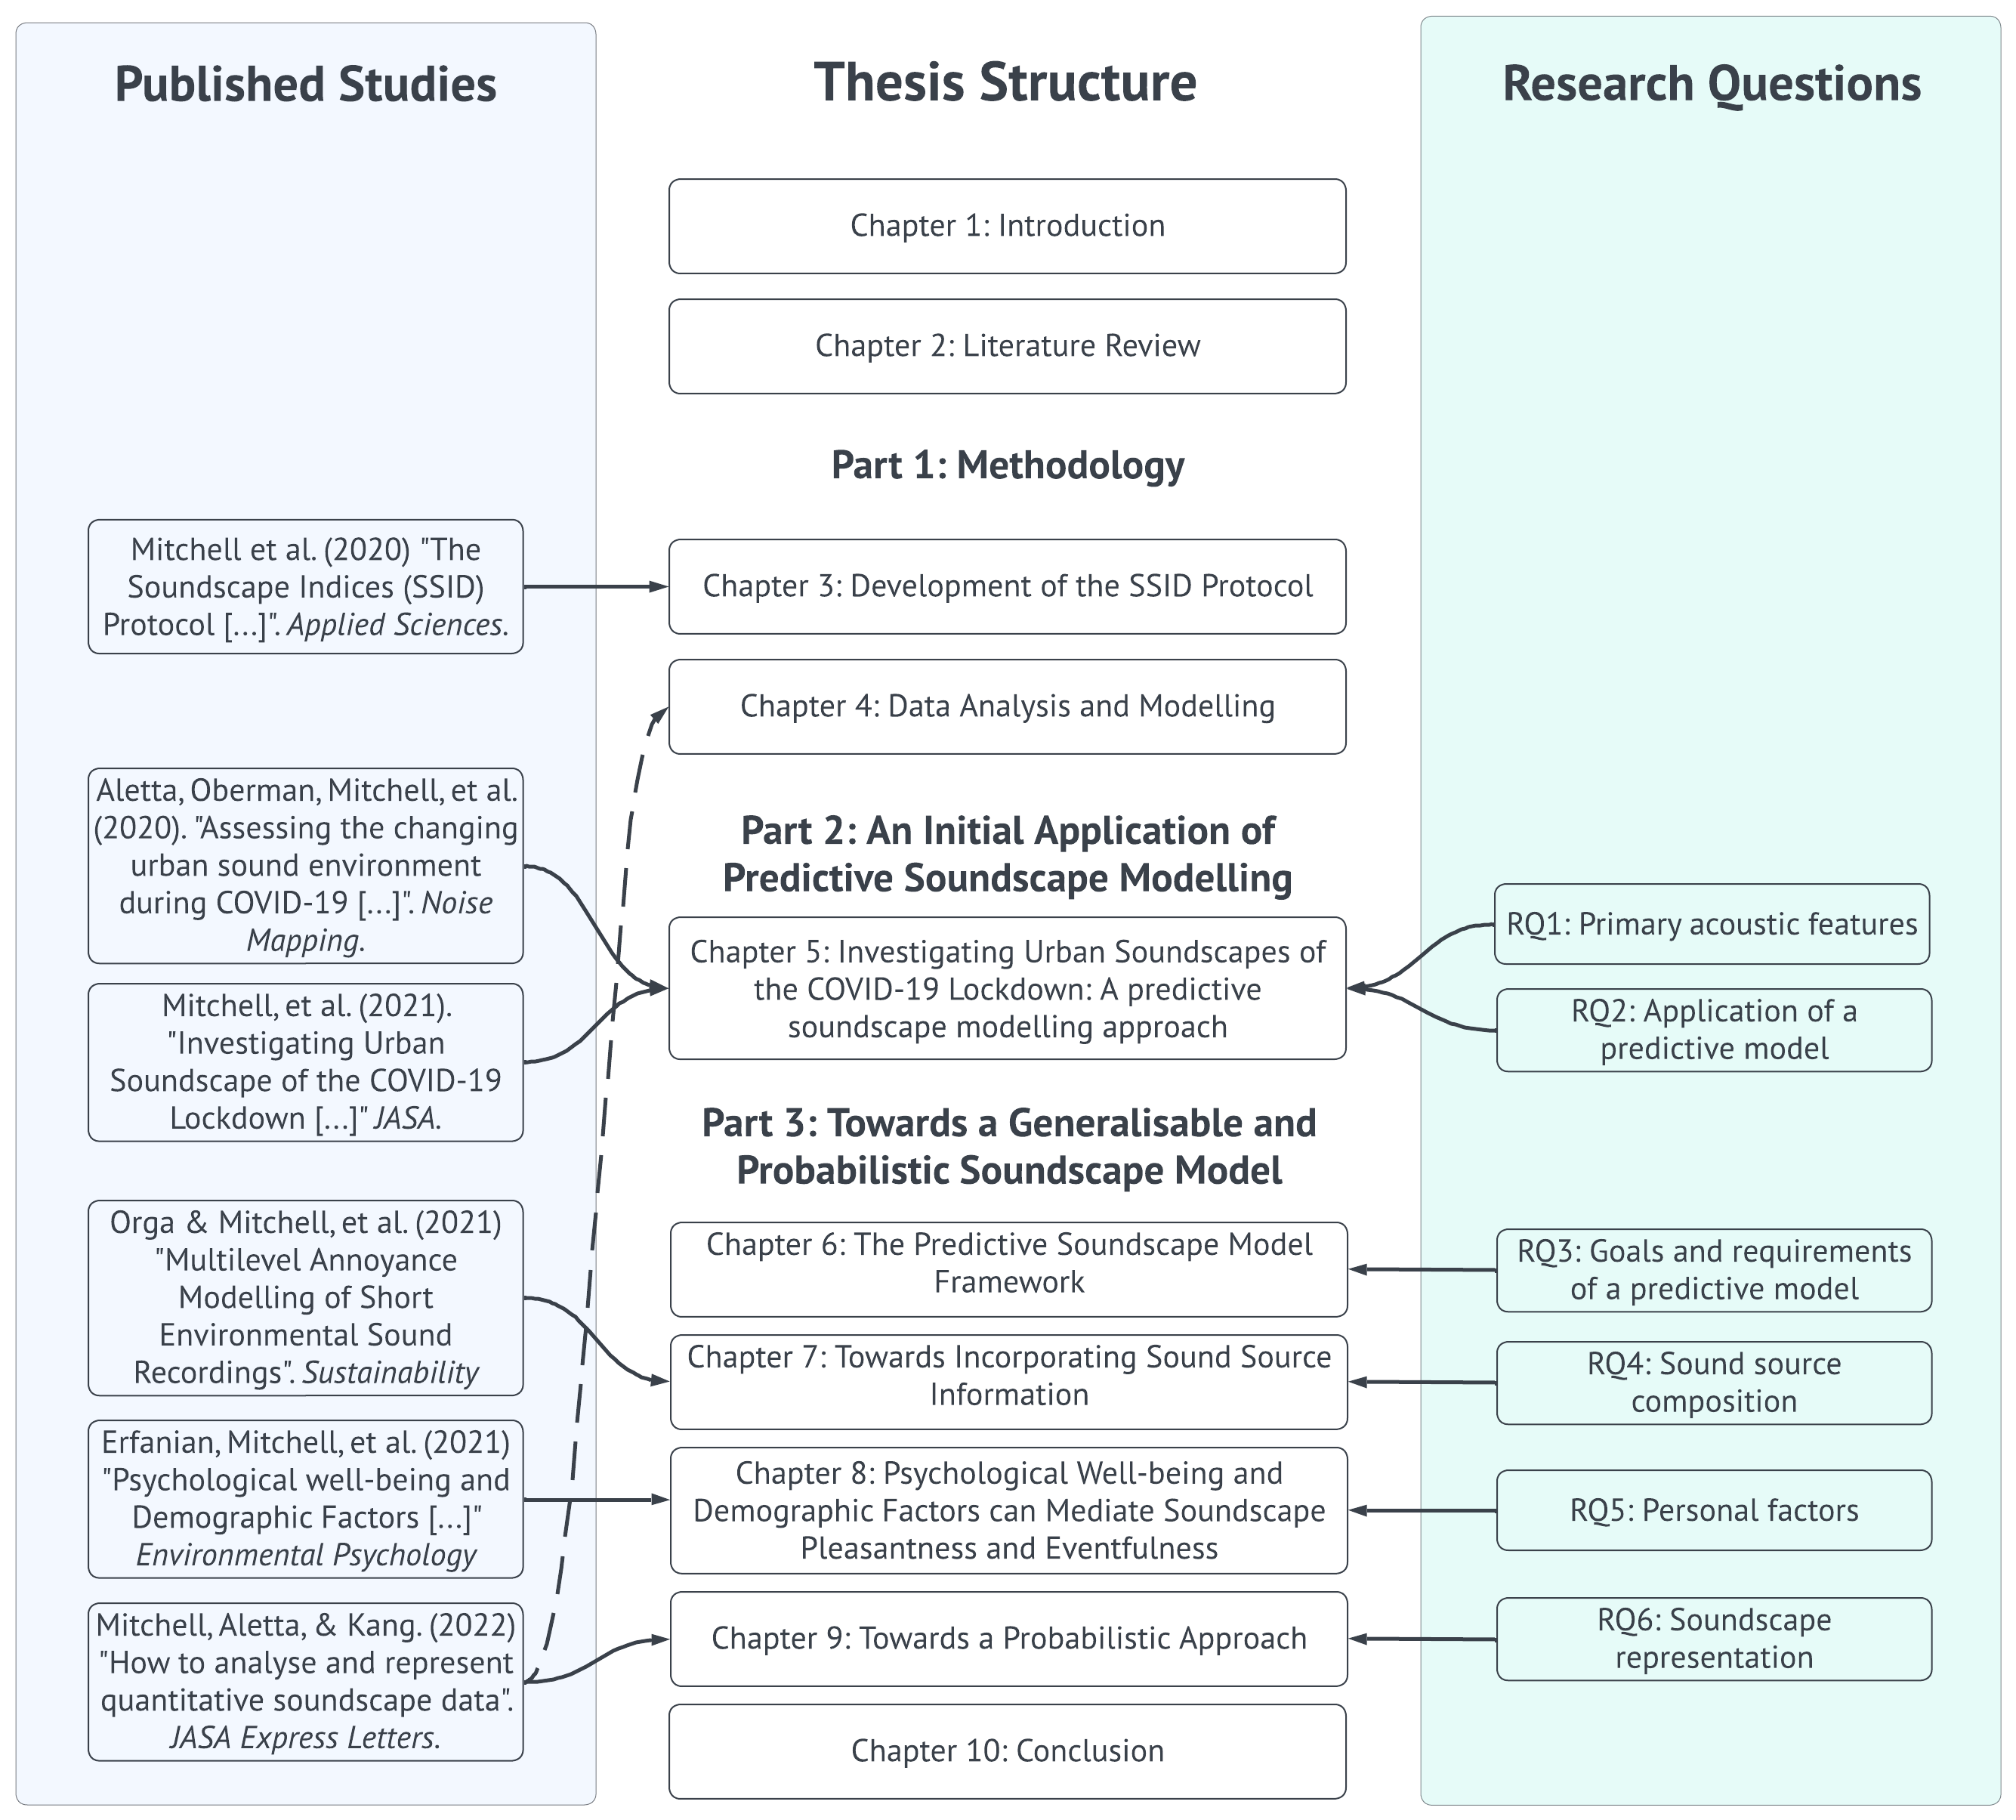 Published Studies
Mitchell et al. (2020) "The
Soundscape Indices (SSID)
Protocol [...]". Applied Sciences.
Aletta, Oberman, Mitchell, et al.
(2020). "Assessing the changing
urban sound environment
during COVID-19 [...]". Noise
Mapping.
Mitchell, et al. (2021).
"Investigating Urban
Soundscape of the COVID-19
Lockdown [...]" JASA.
Orga & Mitchell, et al. (2021)
"Multilevel Annoyance
Modelling of Short
Environmental Sound
Recordings". Sustainability
Erfanian, Mitchell, et al. (2021)
"Psychological well-being and
Demographic Factors [...]"
Environmental Psychology
Mitchell, Aletta, & Kang. (2022)
"How to analyse and represent
quantitative soundscape data".
JASA Express Letters.
Thesis Structure
Chapter 1: Introduction
Chapter 2: Literature Review
Part 1: Methodology
Chapter 3: Development of the SSID Protocol
Chapter 4: Data Analysis and Modelling
Part 2: An Initial Application of
Predictive Soundscape Modelling
Chapter 5: Investigating Urban Soundscapes of
the COVID-19 Lockdown: A predictive
soundscape modelling approach
Part 3: Towards a Generalisable and
Probabilistic Soundscape Model
Chapter 6: The Predictive Soundscape Model
Framework
Chapter 7: Towards Incorporating Sound Source
Information
Chapter 8: Psychological Well-being and
Demographic Factors can Mediate Soundscape
Pleasantness and Eventfulness
Chapter 9: Towards a Probabilistic Approach
Chapter 10: Conclusion
Research Questions
RQ1: Primary acoustic features
RQ2: Application of a
predictive model
RQ3: Goals and requirements
of a predictive model
RQ4: Sound source
composition
RQ5: Personal factors
RQ6: Soundscape
representation